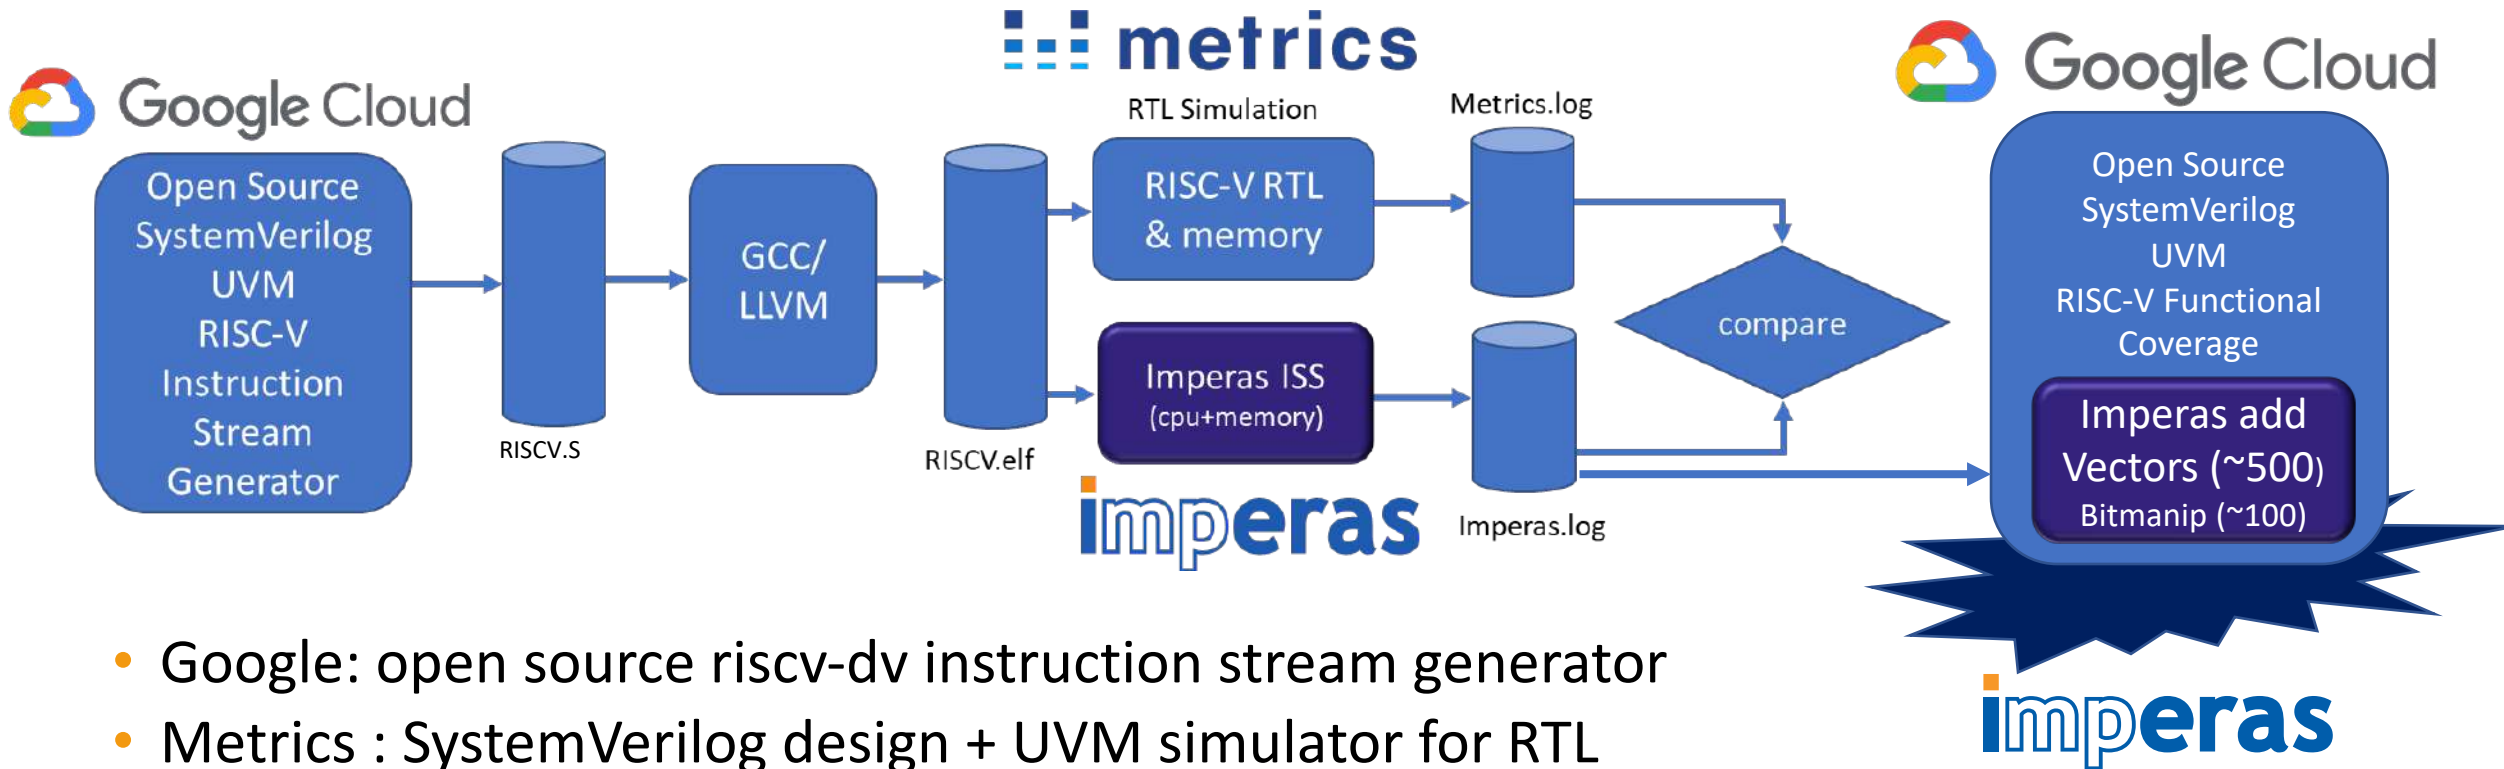 Google Cloud
Open Source
SystemVerilog
UVM
RISC-V
Instruction
Stream
Generator
RISCV.S
GCC/
LLVM
RISCV.elf
metrics
RTL Simulation
RISC-V RTL
& memory
Imperas ISS
(cpu+memory)
imperas
Metrics.log
Imperas.log
compare
Google Cloud
Open Source
SystemVerilog
UVM
RISC-V Functional
Coverage
Imperas add
Vectors (~500)
Bitmanip (~100)
imperas
• Google: open source riscv-dv instruction stream generator
• Metrics : SystemVerilog design + UVM simulator for RTL